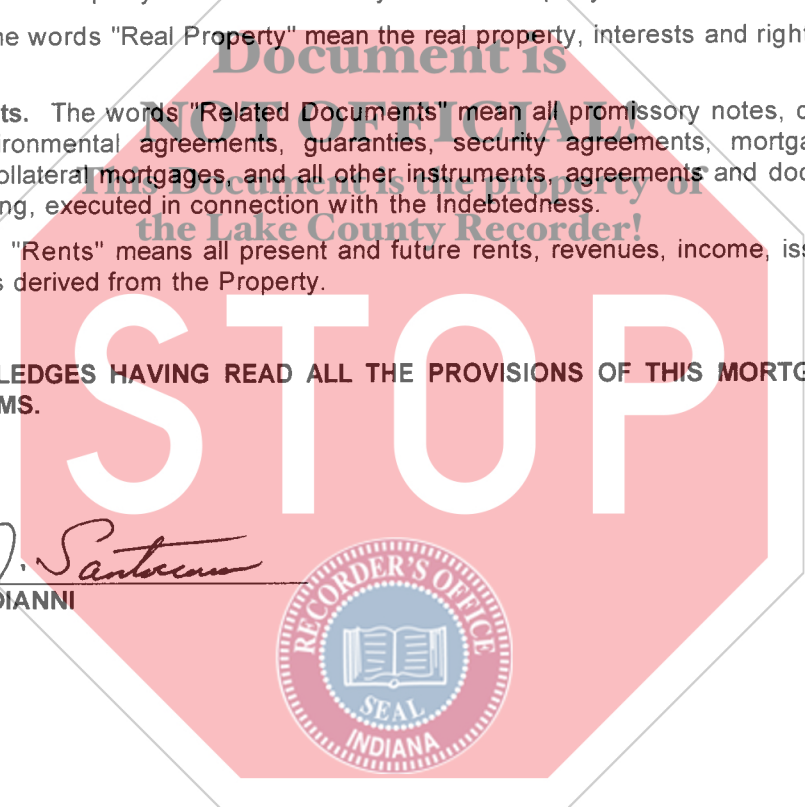 he words "Real Property" mean the real property, interests and right
Document is
ts. The words "Related Documents" mean all promissory notes, c
NOT OFFICIAL!
ironmental agreements, guaranties, security agreements, mortga
ollateral mortgages, and all other instruments, agreements and doc
This Document is the property of
ng, executed in connection with the Indebtedness.
the Lake County Recorder!
"Rents" means all present and future rents, revenues, income, iss
s derived from the Property.
STOP
LEDGES HAVING READ ALL THE PROVISIONS OF THIS MORTG
MS.
J. Santo
DIANNI
RECORDER'S OFFICE
SEAL
INDIANA